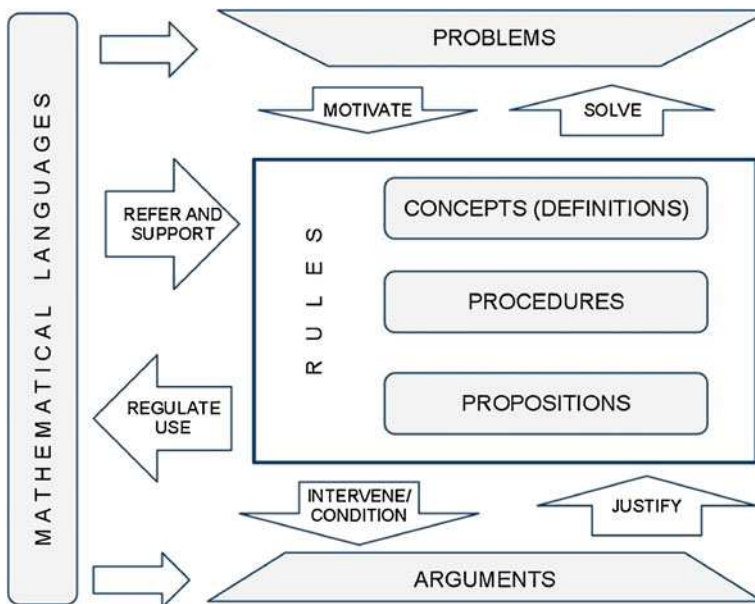 MATHEMATICAL LANGUAGES
PROBLEMS
MOTIVATE
SOLVE
REFER AND
SUPPORT
RULES
CONCEPTS (DEFINITIONS)
PROCEDURES
PROPOSITIONS
REGULATE
USE
INTERVENE/
CONDITION
JUSTIFY
ARGUMENTS